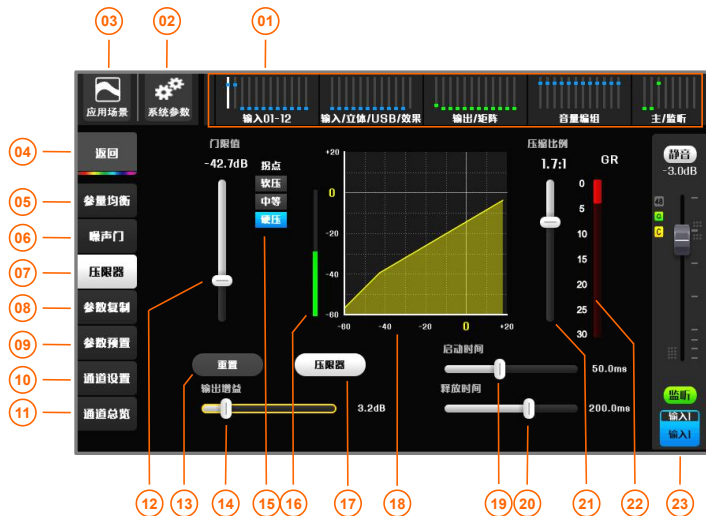 03 02 01
应用场景 系统参数 输入01-12 输入/立体/USB/效果 输出/矩阵 音量编组 主/监听
04 返回
05 参量均衡
06 噪声门
07 压限器
08 参数复制
09 参数预置
10 通道设置
11 通道总览
门限值
-42.7dB
拐点
软压
中等
硬压
+20
0
-20
-40
-60
-60 -40 -20 0 +20
压缩比例
1.7:1 GR
0
5
10
15
20
25
30
静音
-3.0dB
48
G
C
重置 压限器
启动时间
50.0ms
输出增益
3.2dB
释放时间
200.0ms
监听
输入1
输入1
12 13 14 15 16 17 18 19 20 21 22 23